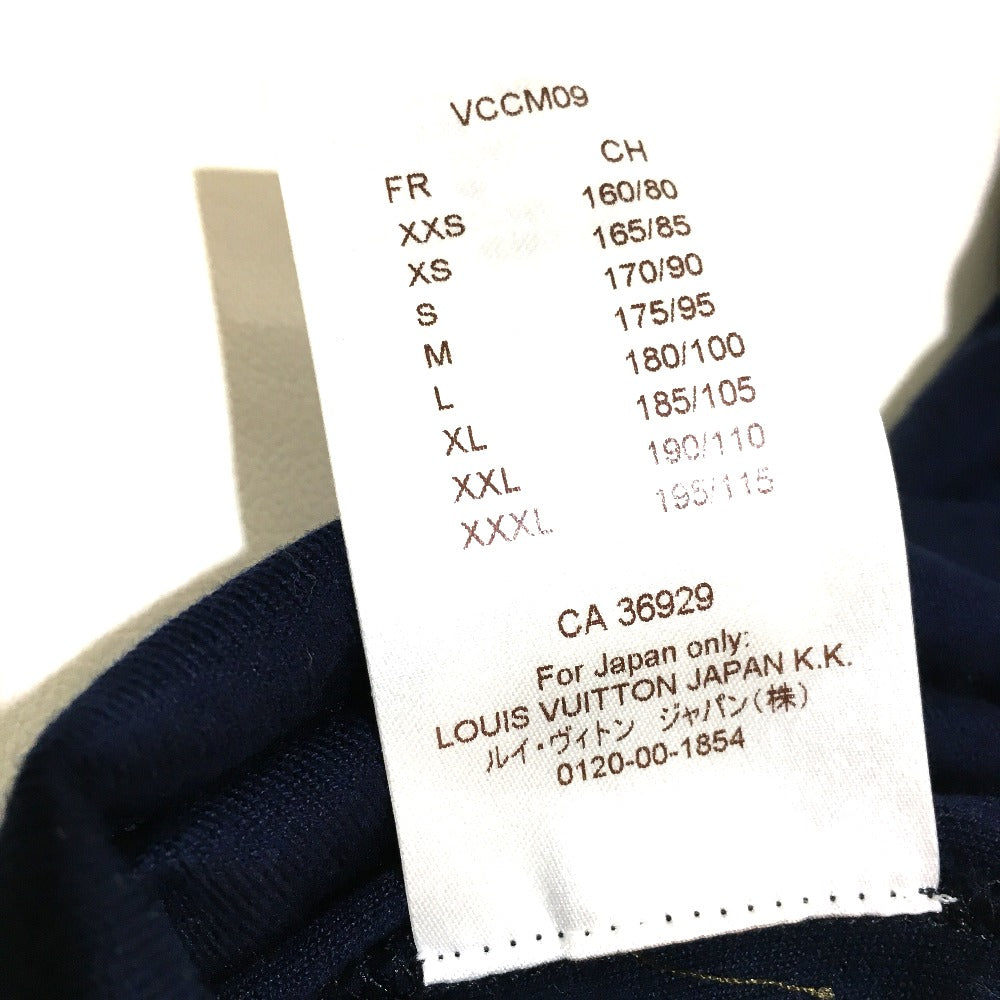 VCCM09
FR CH
XXS 160/80
XS 165/85
S 170/90
M 175/95
L 180/100
XL 185/105
XXL 190/110
XXXL 195/115
CA 36929
For Japan only:
LOUIS VUITTON JAPAN K.K.
ルイ・ヴィトン ジャパン(株)
0120-00-1854